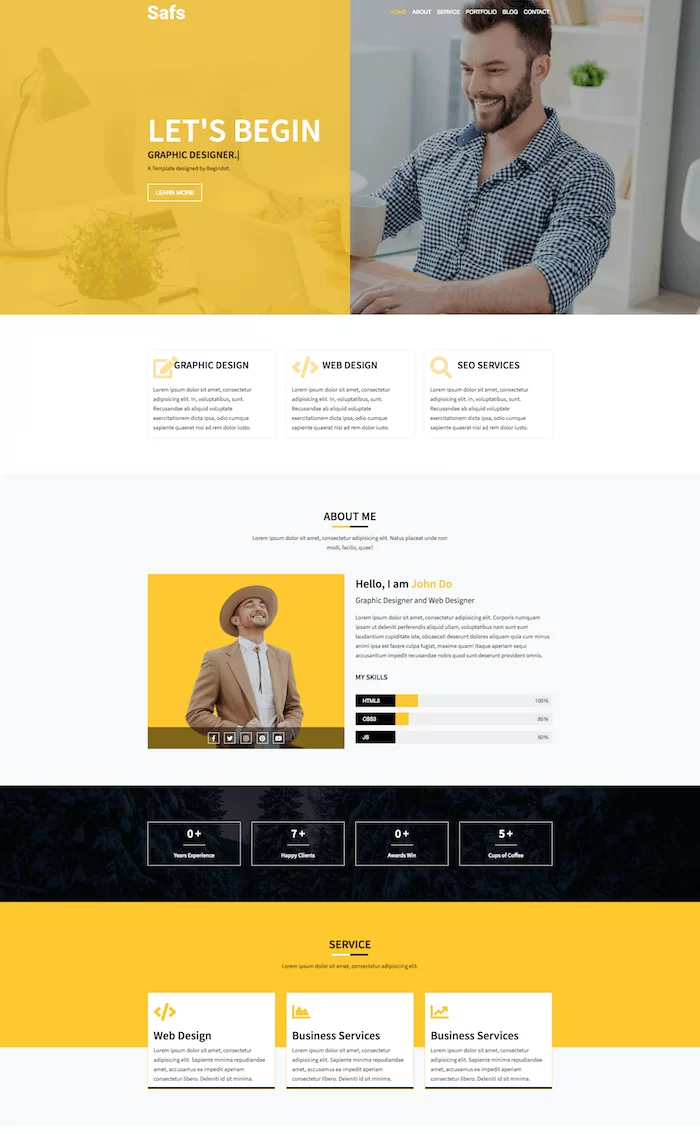 Safs
HOME ABOUT SERVICE PORTFOLIO BLOG CONTACT
LET'S BEGIN
GRAPHIC DESIGNER.|
A Template designed by Begindot.
LEARN MORE
GRAPHIC DESIGN
Lorem ipsum dolor sit amet, consectetur
adipisicing elit. In, voluptatibus, sunt.
Recusandae ab aliquid voluptate
exercitationem dicta ipsa, odio cumque
sapiente quaerat nisi ad rem dolor iusto.
WEB DESIGN
Lorem ipsum dolor sit amet, consectetur
adipisicing elit. In, voluptatibus, sunt.
Recusandae ab aliquid voluptate
exercitationem dicta ipsa, odio cumque
sapiente quaerat nisi ad rem dolor iusto.
SEO SERVICES
Lorem ipsum dolor sit amet, consectetur
adipisicing elit. In, voluptatibus, sunt.
Recusandae ab aliquid voluptate
exercitationem dicta ipsa, odio cumque
sapiente quaerat nisi ad rem dolor iusto.
ABOUT ME
Lorem ipsum dolor sit amet, consectetur adipisicing elit. Natus placeat unde non
modi, facilis, quae?
Hello, I am John Do
Graphic Designer and Web Designer
Lorem ipsum dolor sit amet, consectetur adipisicing elit. Corporis numquam
ipsum ut deleniti perferendis aliquid ullam, voluptatibus nam sunt eum
laudantium cupiditate iste, obcaecati deserunt dolores aliquam quia cum minus
error ipsum culpa fugiat, maxime quam! Itaque aperiam sequi
accusantium impedit recusandae nobis quod sunt deserunt provident omnis.
MY SKILLS
HTML5 100%
CSS3 85%
JS 50%
0+
Years Experience
7+
Happy Clients
0+
Awards Win
5+
Cups of Coffee
SERVICE
Lorem ipsum dolor sit amet, consectetur adipisicing elit.
Web Design
Lorem ipsum dolor sit amet, consectetur
adipisicing elit. Sapiente minima repudiandae
amet, accusamus ea impedit aperiam
consectetur libero. Deleniti id sit minima.
Business Services
Lorem ipsum dolor sit amet, consectetur
adipisicing elit. Sapiente minima repudiandae
amet, accusamus ea impedit aperiam
consectetur libero. Deleniti id sit minima.
Business Services
Lorem ipsum dolor sit amet, consectetur
adipisicing elit. Sapiente minima repudiandae
amet, accusamus ea impedit aperiam
consectetur libero. Deleniti id sit minima.